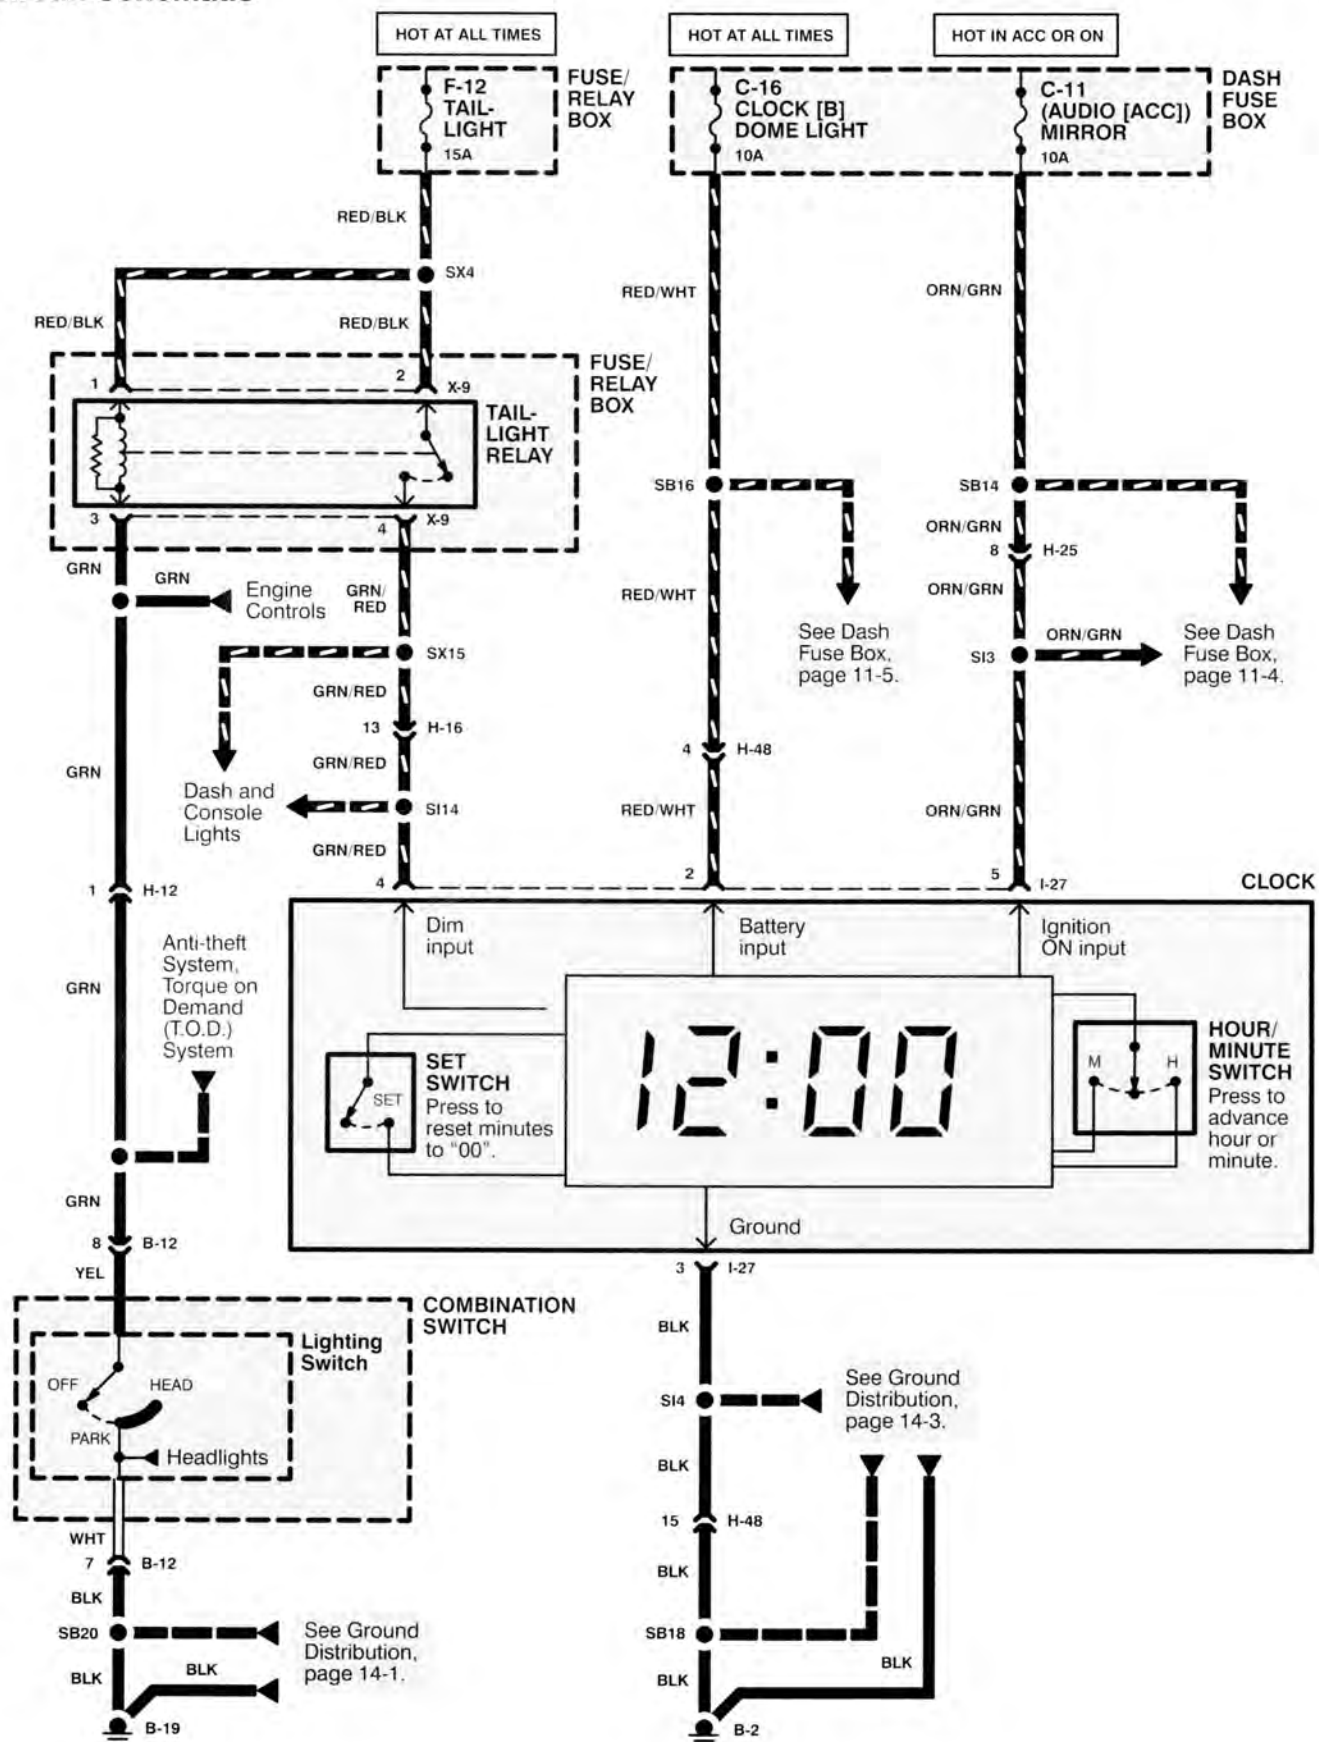 Schematic
HOT AT ALL TIMES
HOT AT ALL TIMES
HOT IN ACC OR ON
F-12
TAIL-
LIGHT
15A
FUSE/
RELAY
BOX
C-16
CLOCK [B]
DOME LIGHT
10A
C-11
(AUDIO [ACC])
MIRROR
10A
DASH
FUSE
BOX
RED/BLK
SX4
RED/WHT
ORN/GRN
RED/BLK
RED/BLK
1
2
X-9
FUSE/
RELAY
BOX
TAIL-
LIGHT
RELAY
3
4
X-9
SB16
SB14
ORN/GRN
8
H-25
GRN
GRN
Engine
Controls
GRN/
RED
RED/WHT
ORN/GRN
See Dash
Fuse Box,
page 11-5.
SI3
ORN/GRN
See Dash
Fuse Box,
page 11-4.
SX15
GRN/RED
13
H-16
4
H-48
GRN
GRN/RED
Dash and
Console
Lights
SI14
RED/WHT
ORN/GRN
GRN/RED
1
H-12
4
2
5
I-27
CLOCK
Dim
input
Battery
input
Ignition
ON input
Anti-theft
System,
Torque on
Demand
(T.O.D.)
System
GRN
12:00
SET
SET
SWITCH
Press to
reset minutes
to "00".
M
H
HOUR/
MINUTE
SWITCH
Press to
advance
hour or
minute.
GRN
Ground
8
B-12
YEL
3
I-27
COMBINATION
SWITCH
Lighting
Switch
OFF
HEAD
PARK
Headlights
BLK
SI4
See Ground
Distribution,
page 14-3.
BLK
15
H-48
WHT
7
B-12
BLK
BLK
SB20
See Ground
Distribution,
page 14-1.
SB18
BLK
BLK
BLK
BLK
B-19
B-2